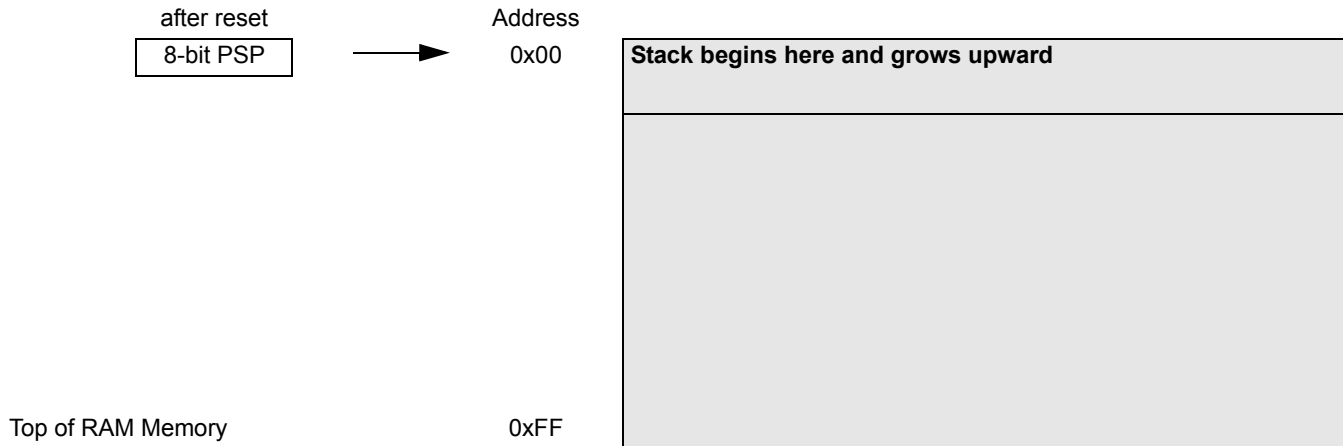 after reset Address
8-bit PSP 0x00 Stack begins here and grows upward
Top of RAM Memory 0xFF